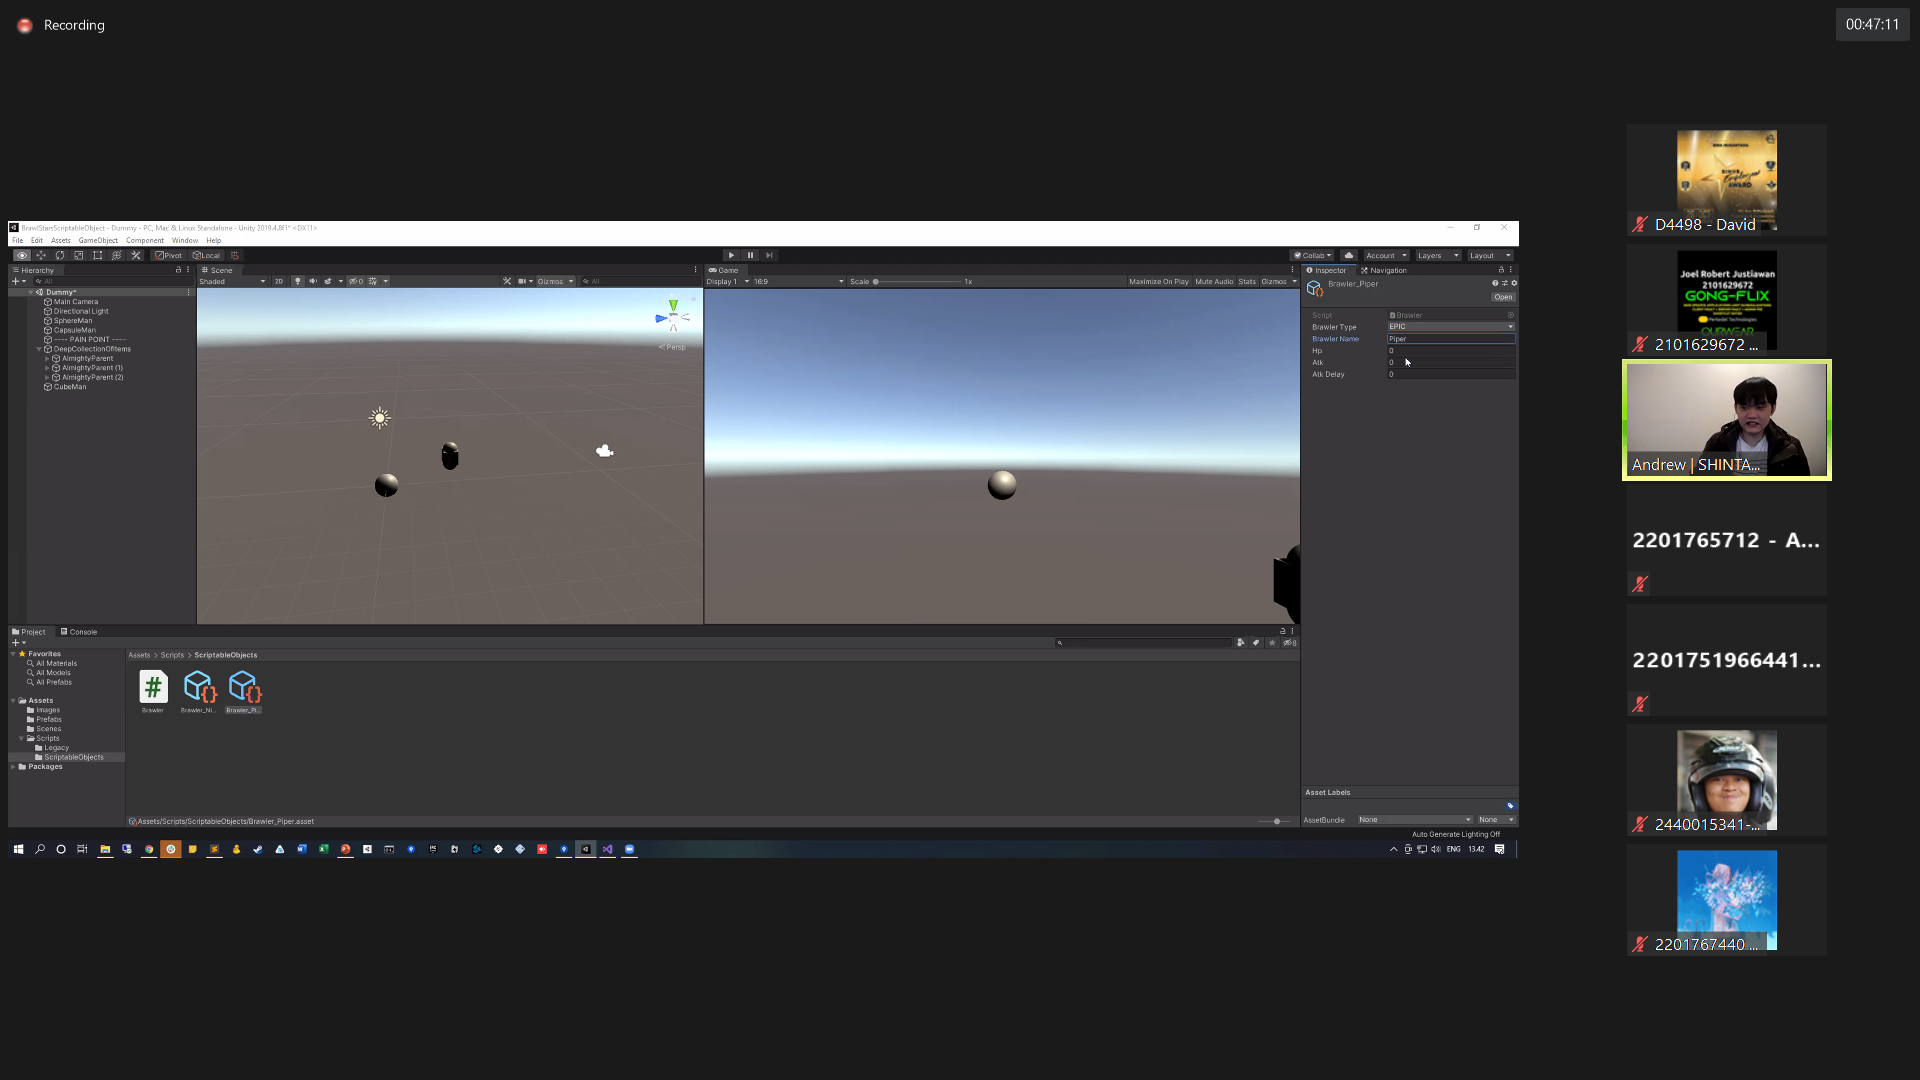 Recording
00:47:11
BrawlStarsScriptableObject - Dummy - PC, Mac & Linux Standalone - Unity 2019.4.8f1* <DX11>
File Edit Assets GameObject Component Window Help
Pivot Local
Collab Account Layers Layout
Hierarchy
All
Dummy*
Main Camera
Directional Light
SphereMan
CapsuleMan
---- PAIN POINT ----
DeepCollectionOfItems
AlmightyParent
AlmightyParent (1)
AlmightyParent (2)
CubeMan
Scene
Shaded 2D Gizmos All
< Persp
Game
Display 1 16:9 Scale 1x Maximize On Play Mute Audio Stats Gizmos
Inspector Navigation
Brawler_Piper
Open
Script Brawler
Brawler Type EPIC
Brawler Name Piper
Hp 0
Atk 0
Atk Delay 0
Asset Labels
AssetBundle None None
Auto Generate Lighting Off
Project Console
Favorites
All Materials
All Models
All Prefabs
Assets
Images
Prefabs
Scenes
Scripts
Legacy
ScriptableObjects
Packages
Assets > Scripts > ScriptableObjects
Brawler
Brawler_Ni...
Brawler_Pi...
Assets/Scripts/ScriptableObjects/Brawler_Piper.asset
ENG 13.42
AWARD
D4498 - David
Joel Robert Justiawan
2101629672
GONG-FLIX
2101629672 ...
Andrew | SHINTA...
2201765712 - A...
2201751966441...
2440015341-...
2201767440 ...